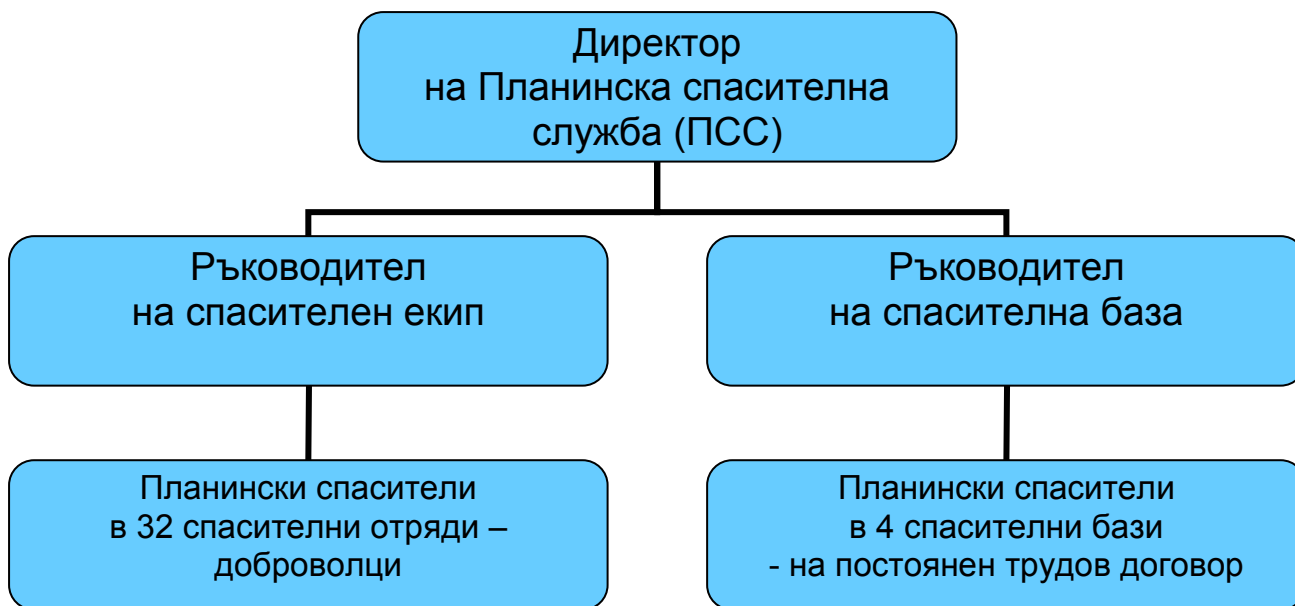 Директор
на Планинска спасителна
служба (ПСС)
Ръководител
на спасителен екип
Ръководител
на спасителна база
Планински спасители
в 32 спасителни отряди –
доброволци
Планински спасители
в 4 спасителни бази
- на постоянен трудов договор